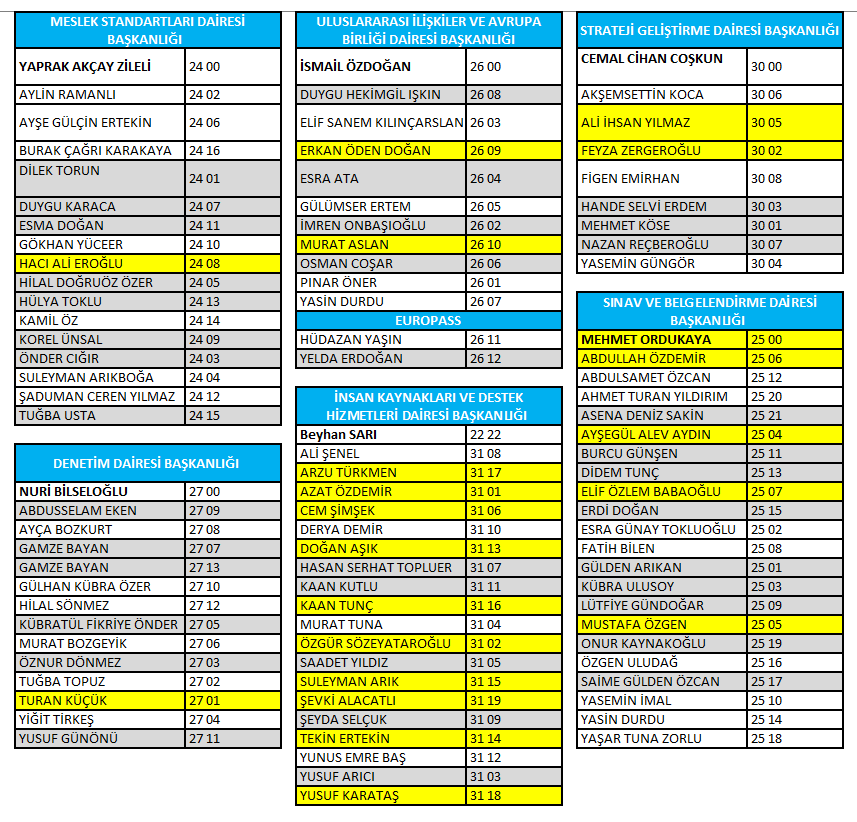 MESLEK STANDARTLARI DAİRESİ
BAŞKANLIĞI
YAPRAK AKÇAY ZİLELİ 24 00
AYLİN RAMANLI 24 02
AYŞE GÜLÇİN ERTEKİN 24 06
BURAK ÇAĞRI KARAKAYA 24 16
DİLEK TORUN 24 01
DUYGU KARACA 24 07
ESMA DOĞAN 24 11
GÖKHAN YÜCEER 24 10
HACI ALİ EROĞLU 24 08
HİLAL DOĞRUÖZ ÖZER 24 05
HÜLYA TOKLU 24 13
KAMİL ÖZ 24 14
KOREL ÜNSAL 24 09
ÖNDER CIĞIR 24 03
SULEYMAN ARIKBOĞA 24 04
ŞADUMAN CEREN YILMAZ 24 12
TUĞBA USTA 24 15
DENETİM DAİRESİ BAŞKANLIĞI
NURİ BİLSELOĞLU 27 00
ABDUSSELAM EKEN 27 09
AYÇA BOZKURT 27 08
GAMZE BAYAN 27 07
GAMZE BAYAN 27 13
GÜLHAN KÜBRA ÖZER 27 10
HİLAL SÖNMEZ 27 12
KÜBRATÜL FİKRİYE ÖNDER 27 05
MURAT BOZGEYİK 27 06
ÖZNUR DÖNMEZ 27 03
TUĞBA TOPUZ 27 02
TURAN KÜÇÜK 27 01
YİĞİT TİRKEŞ 27 04
YUSUF GÜNÖNÜ 27 11
ULUSLARARASI İLİŞKİLER VE AVRUPA
BİRLİĞİ DAİRESİ BAŞKANLIĞI
İSMAİL ÖZDOĞAN 26 00
DUYGU HEKİMGİL IŞKIN 26 08
ELİF SANEM KILINÇARSLAN 26 03
ERKAN ÖDEN DOĞAN 26 09
ESRA ATA 26 04
GÜLÜMSER ERTEM 26 05
İMREN ONBAŞIOĞLU 26 02
MURAT ASLAN 26 10
OSMAN COŞAR 26 06
PINAR ÖNER 26 01
YASİN DURDU 26 07
EUROPASS
HÜDAZAN YAŞIN 26 11
YELDA ERDOĞAN 26 12
İNSAN KAYNAKLARI VE DESTEK
HİZMETLERİ DAİRESİ BAŞKANLIĞI
Beyhan SARI 22 22
ALİ ŞENEL 31 08
ARZU TÜRKMEN 31 17
AZAT ÖZDEMİR 31 01
CEM ŞİMŞEK 31 06
DERYA DEMİR 31 10
DOĞAN AŞIK 31 13
HASAN SERHAT TOPLUER 31 07
KAAN KUTLU 31 11
KAAN TUNÇ 31 16
MURAT TUNA 31 04
ÖZGÜR SÖZEYATAROĞLU 31 02
SAADET YILDIZ 31 05
SULEYMAN ARIK 31 15
ŞEVKİ ALACATLI 31 19
ŞEYDA SELÇUK 31 09
TEKİN ERTEKİN 31 14
YUNUS EMRE BAŞ 31 12
YUSUF ARICI 31 03
YUSUF KARATAŞ 31 18
STRATEJİ GELİŞTİRME DAİRESİ BAŞKANLIĞI
CEMAL CİHAN COŞKUN 30 00
AKŞEMSETTİN KOCA 30 06
ALİ İHSAN YILMAZ 30 05
FEYZA ZERGEROĞLU 30 02
FİGEN EMİRHAN 30 08
HANDE SELVİ ERDEM 30 03
MEHMET KÖSE 30 01
NAZAN REÇBEROĞLU 30 07
YASEMİN GÜNGÖR 30 04
SINAV VE BELGELENDİRME DAİRESİ
BAŞKANLIĞI
MEHMET ORDUKAYA 25 00
ABDULLAH ÖZDEMİR 25 06
ABDULSAMET ÖZCAN 25 12
AHMET TURAN YILDIRIM 25 20
ASENA DENİZ SAKİN 25 21
AYŞEGÜL ALEV AYDIN 25 04
BURCU GÜNŞEN 25 11
DİDEM TUNÇ 25 13
ELİF ÖZLEM BABAOĞLU 25 07
ERDİ DOĞAN 25 15
ESRA GÜNAY TOKLUOĞLU 25 02
FATİH BİLEN 25 08
GÜLDEN ARIKAN 25 01
KÜBRA ULUSOY 25 03
LÜTFİYE GÜNDOĞAR 25 09
MUSTAFA ÖZGEN 25 05
ONUR KAYNAKOĞLU 25 19
ÖZGEN ULUDAĞ 25 16
SAİME GÜLDEN ÖZCAN 25 17
YASEMİN İMAL 25 10
YASİN DURDU 25 14
YAŞAR TUNA ZORLU 25 18